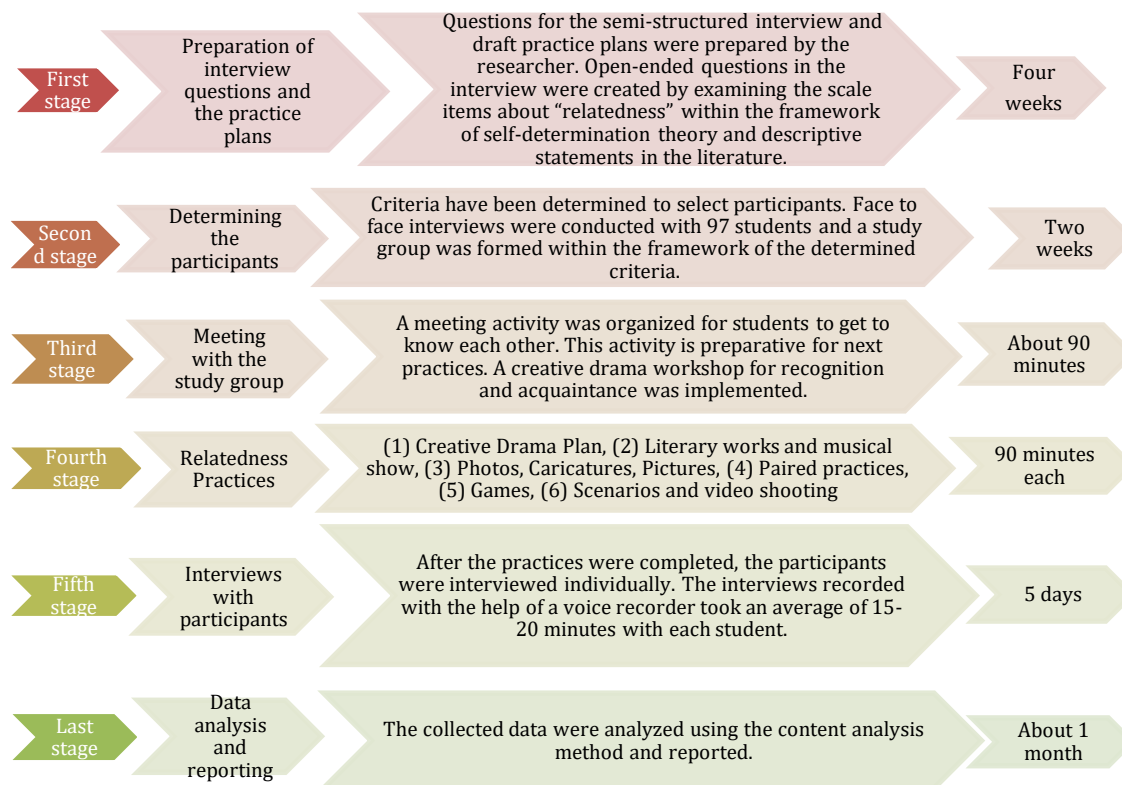 First
stage
Preparation of
interview
questions and
the practice
plans
Questions for the semi-structured interview and
draft practice plans were prepared by the
researcher. Open-ended questions in the
interview were created by examining the scale
items about “relatedness” within the framework
of self-determination theory and descriptive
statements in the literature.
Four
weeks
Secon
d stage
Determining
the
participants
Criteria have been determined to select participants. Face to
face interviews were conducted with 97 students and a study
group was formed within the framework of the determined
criteria.
Two
weeks
Third
stage
Meeting
with the
study group
A meeting activity was organized for students to get to
know each other. This activity is preparative for next
practices. A creative drama workshop for recognition
and acquaintance was implemented.
About 90
minutes
Fourth
stage
Relatedness
Practices
(1) Creative Drama Plan, (2) Literary works and musical
show, (3) Photos, Caricatures, Pictures, (4) Paired practices,
(5) Games, (6) Scenarios and video shooting
90 minutes
each
Fifth
stage
Interviews
with
participants
After the practices were completed, the participants
were interviewed individually. The interviews recorded
with the help of a voice recorder took an average of 15-
20 minutes with each student.
5 days
Last
stage
Data
analysis
and
reporting
The collected data were analyzed using the content analysis
method and reported.
About 1
month